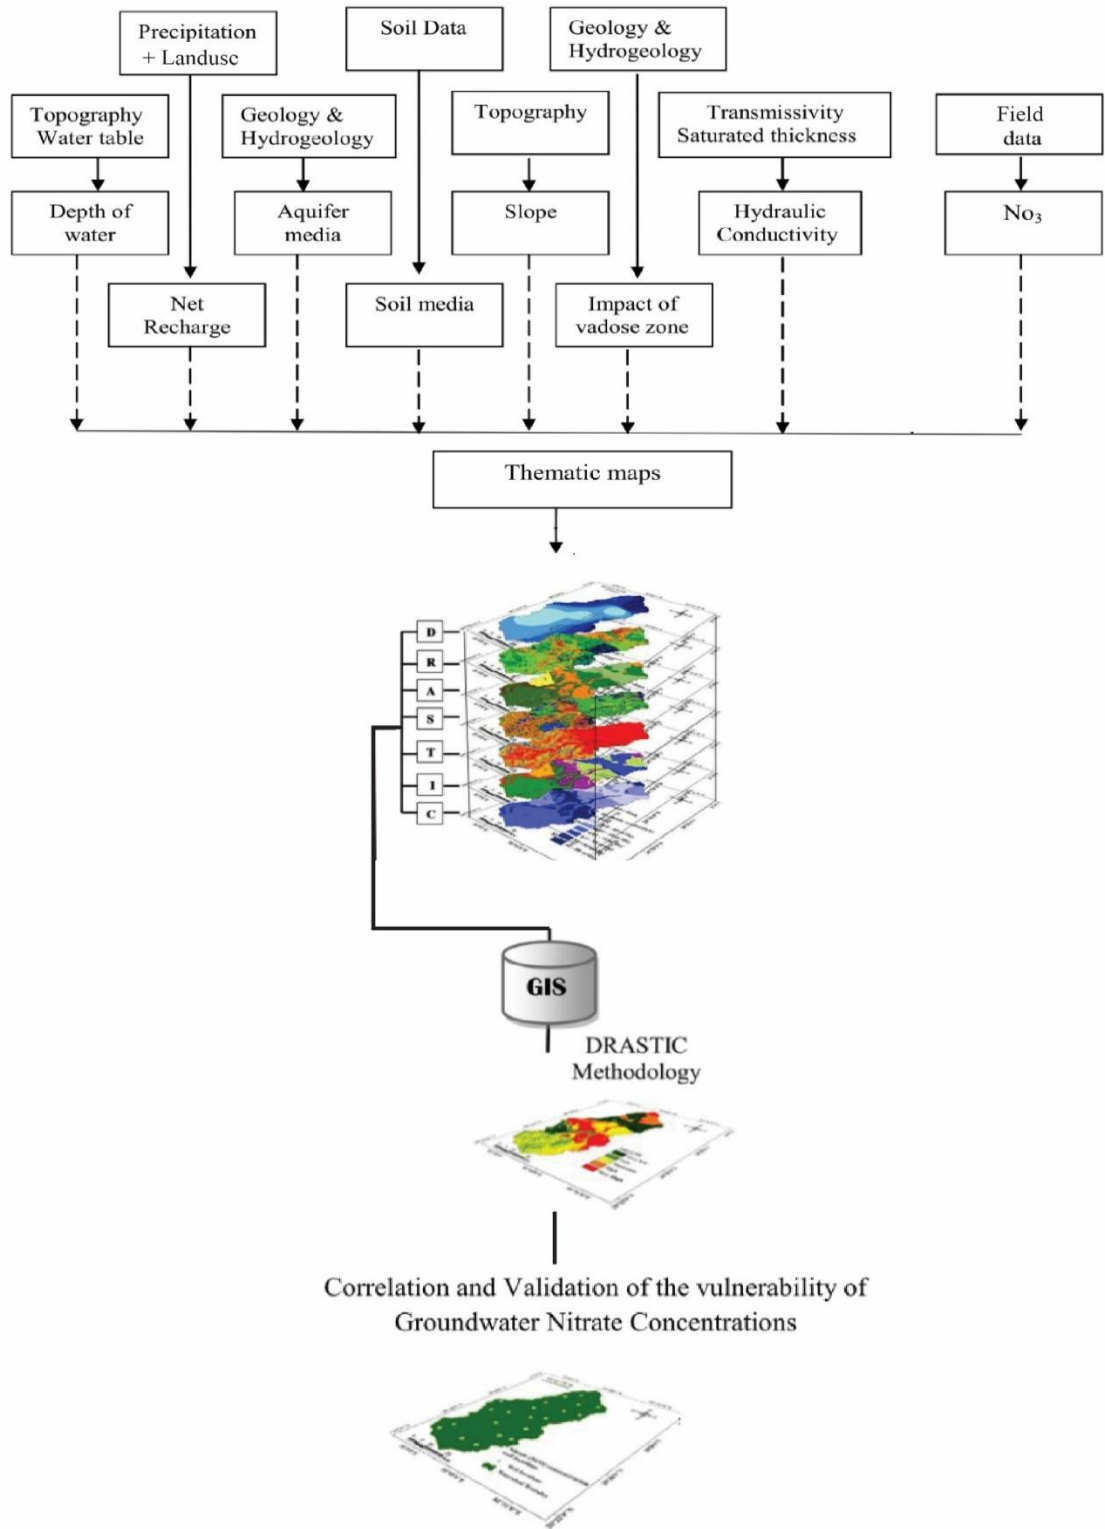 Precipitation
+ Landusc
Soil Data
Geology &
Hydrogeology
Topography
Water table
Geology &
Hydrogeology
Topography
Transmissivity
Saturated thickness
Field
data
Depth of
water
Aquifer
media
Slope
Hydraulic
Conductivity
No₃
Net
Recharge
Soil media
Impact of
vadose zone
Thematic maps
D
R
A
S
T
I
C
GIS
DRASTIC
Methodology
Correlation and Validation of the vulnerability of
Groundwater Nitrate Concentrations